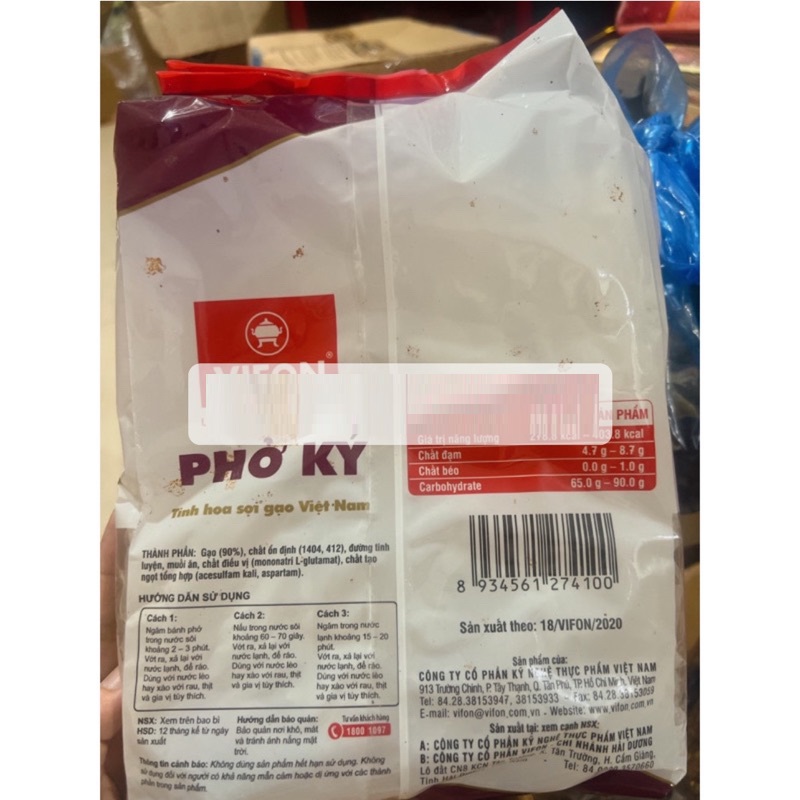 VIFON®
PHỞ KÝ
Tinh hoa sợi gạo Việt Nam
THÀNH PHẦN: Gạo (90%), chất ổn định (1404, 412), đường tinh
luyện, muối ăn, chất điều vị (mononatri L-glutamat), chất tạo
ngọt tổng hợp (acesulfam kali, aspartam).
HƯỚNG DẪN SỬ DỤNG
Cách 1:
Ngâm bánh phở
trong nước sôi
khoảng 2 – 3 phút.
Vớt ra, xả lại với
nước lạnh, để ráo.
Dùng với nước lèo
hay xào với rau, thịt
và gia vị tùy thích.
Cách 2:
Nấu trong nước sôi
khoảng 60 – 70 giây.
Vớt ra, xả lại với
nước lạnh, để ráo.
Dùng với nước lèo
hay xào với rau, thịt
và gia vị tùy thích.
Cách 3:
Ngâm trong nước
lạnh khoảng 15 – 20
phút.
Vớt ra, xả lại với
nước lạnh, để ráo.
Dùng với nước lèo
hay xào với rau, thịt
và gia vị tùy thích.
NSX: Xem trên bao bì
HSD: 12 tháng kể từ ngày
sản xuất
Hướng dẫn bảo quản:
Bảo quản nơi khô, mát
và tránh ánh nắng mặt
trời.
Tư vấn khách hàng
1800 1097
Thông tin cảnh báo: Không dùng sản phẩm hết hạn sử dụng. Không
sử dụng đối với người có khả năng mẫn cảm hoặc dị ứng với các thành
phần trong sản phẩm.
PHẨM
Giá trị năng lượng kcal
Chất đạm 4.7 g – 8.7 g
Chất béo 0.0 g – 1.0 g
Carbohydrate 65.0 g – 90.0 g
8 934561 274100
Sản xuất theo: 18/VIFON/2020
Sản phẩm của:
CÔNG TY CỔ PHẦN KỸ NGHỆ THỰC PHẨM VIỆT NAM
913 Trường Chinh, P. Tây Thạnh, Q. Tân Phú, TP. Hồ Chí Minh, Việt Nam
Tel: 84.28.38153947, 38153933 - Fax: 84.28.38153059
E-mail: vifon@vifon.com.vn - Website: www.vifon.com.vn
Sản xuất tại: xem cạnh NSX:
A: CÔNG TY CỔ PHẦN KỸ NGHỆ THỰC PHẨM VIỆT NAM
B: CÔNG TY CỔ PHẦN VIFON CHI NHÁNH HẢI DƯƠNG
Lô đất CN8 KCN Tân Trường, H. Cẩm Giàng,
Tel: 84